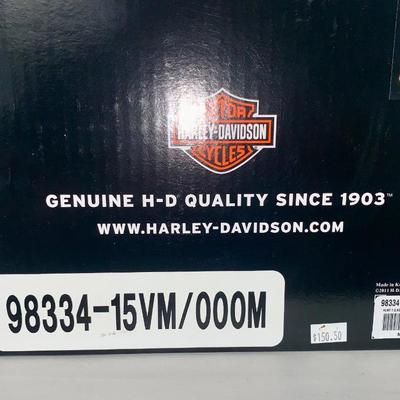 MOTOR
HARLEY-DAVIDSON
CYCLES
GENUINE H-D QUALITY SINCE 1903™
WWW.HARLEY-DAVIDSON.COM
98334-15VM/000M
$150.50
Made in
©2011 H-D
98334